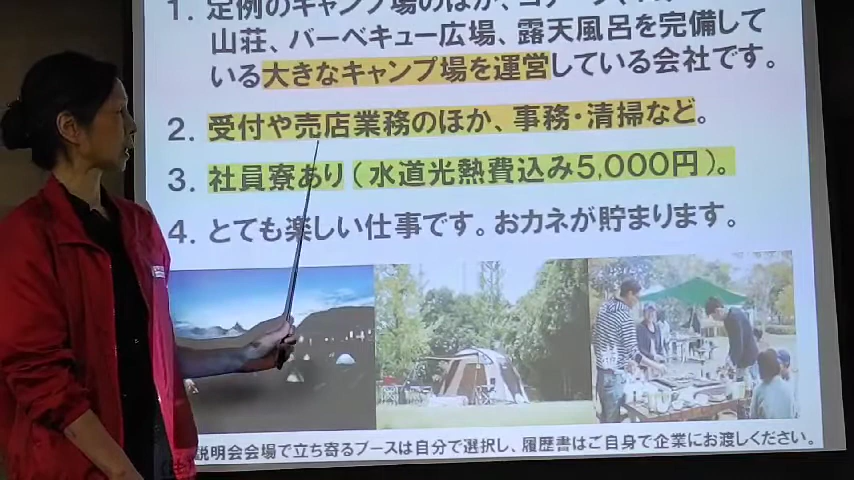 1. 定例のキャンプ場のほか、コテージや
山荘、バーベキュー広場、露天風呂を完備して
いる大きなキャンプ場を運営している会社です。
2. 受付や売店業務のほか、事務・清掃など。
3. 社員寮あり(水道光熱費込み5,000円)。
4. とても楽しい仕事です。おカネが貯まります。
説明会会場で立ち寄るブースは自分で選択し、履歴書はご自身で企業にお渡しください。